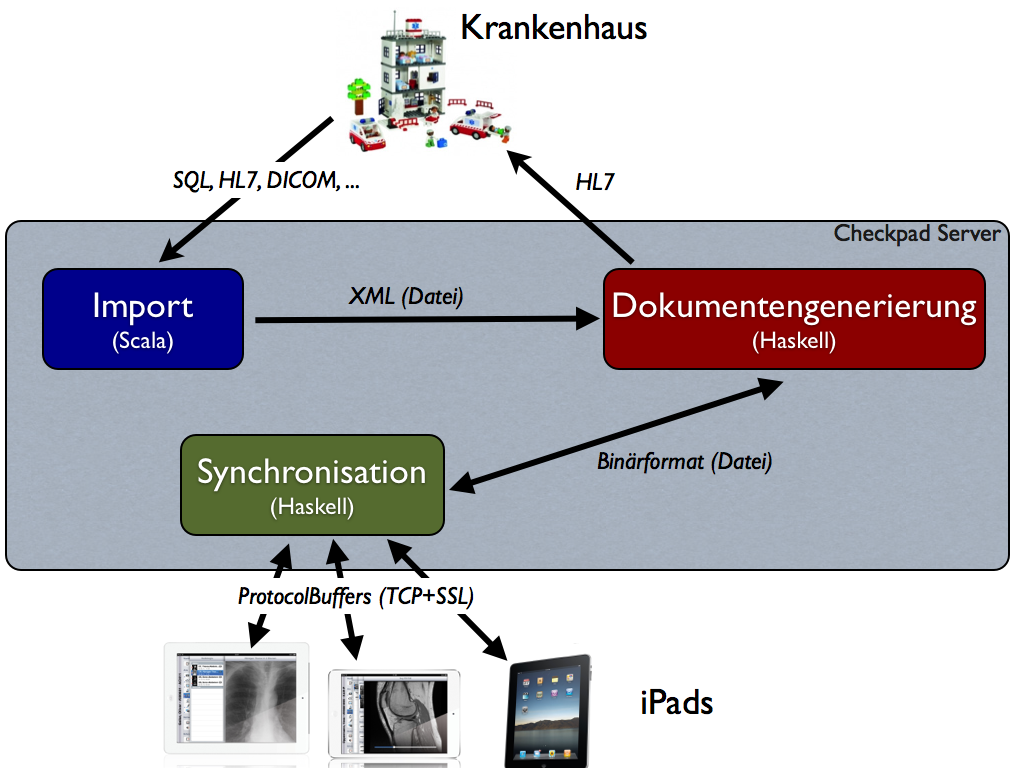 Krankenhaus
SQL, HL7, DICOM, ...
HL7
Checkpad Server
Import
(Scala)
XML (Datei)
Dokumentengenerierung
(Haskell)
Synchronisation
(Haskell)
Binärformat (Datei)
ProtocolBuffers (TCP+SSL)
iPads